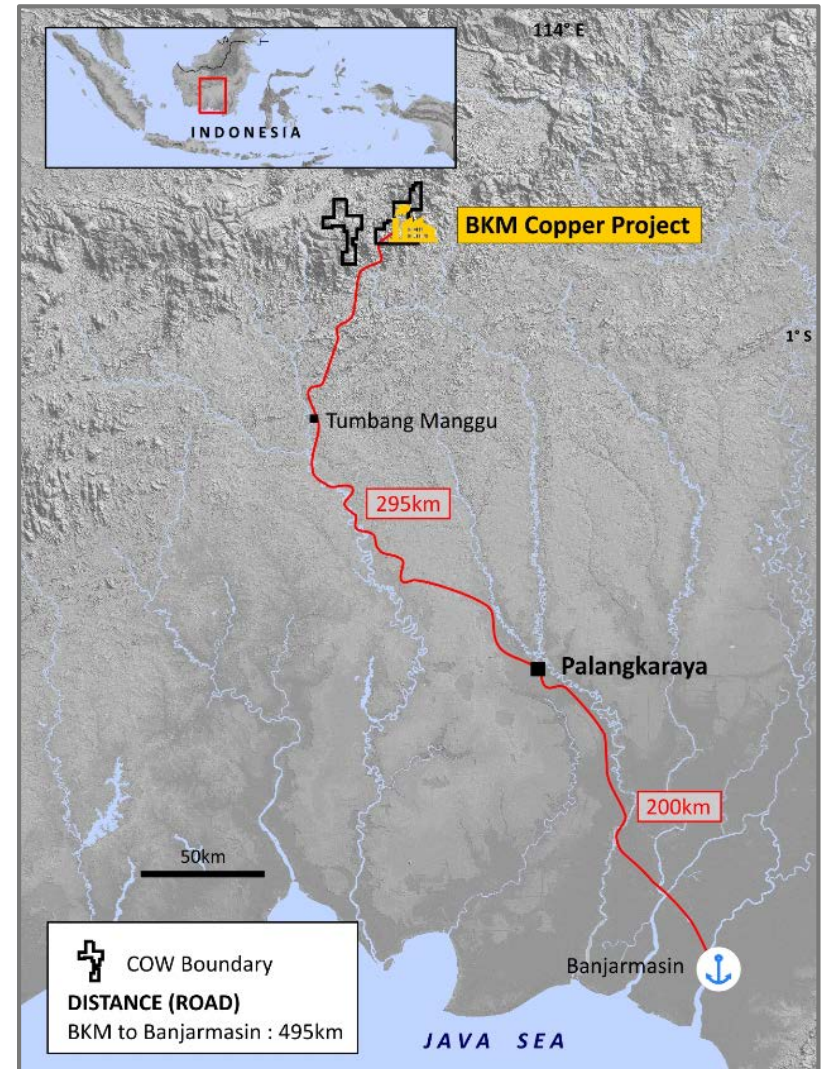 114° E
INDONESIA
BKM Copper Project
1° S
Tumbang Manggu
295km
Palangkaraya
200km
50km
Banjarmasin
COW Boundary
DISTANCE (ROAD)
BKM to Banjarmasin : 495km
JAVA SEA